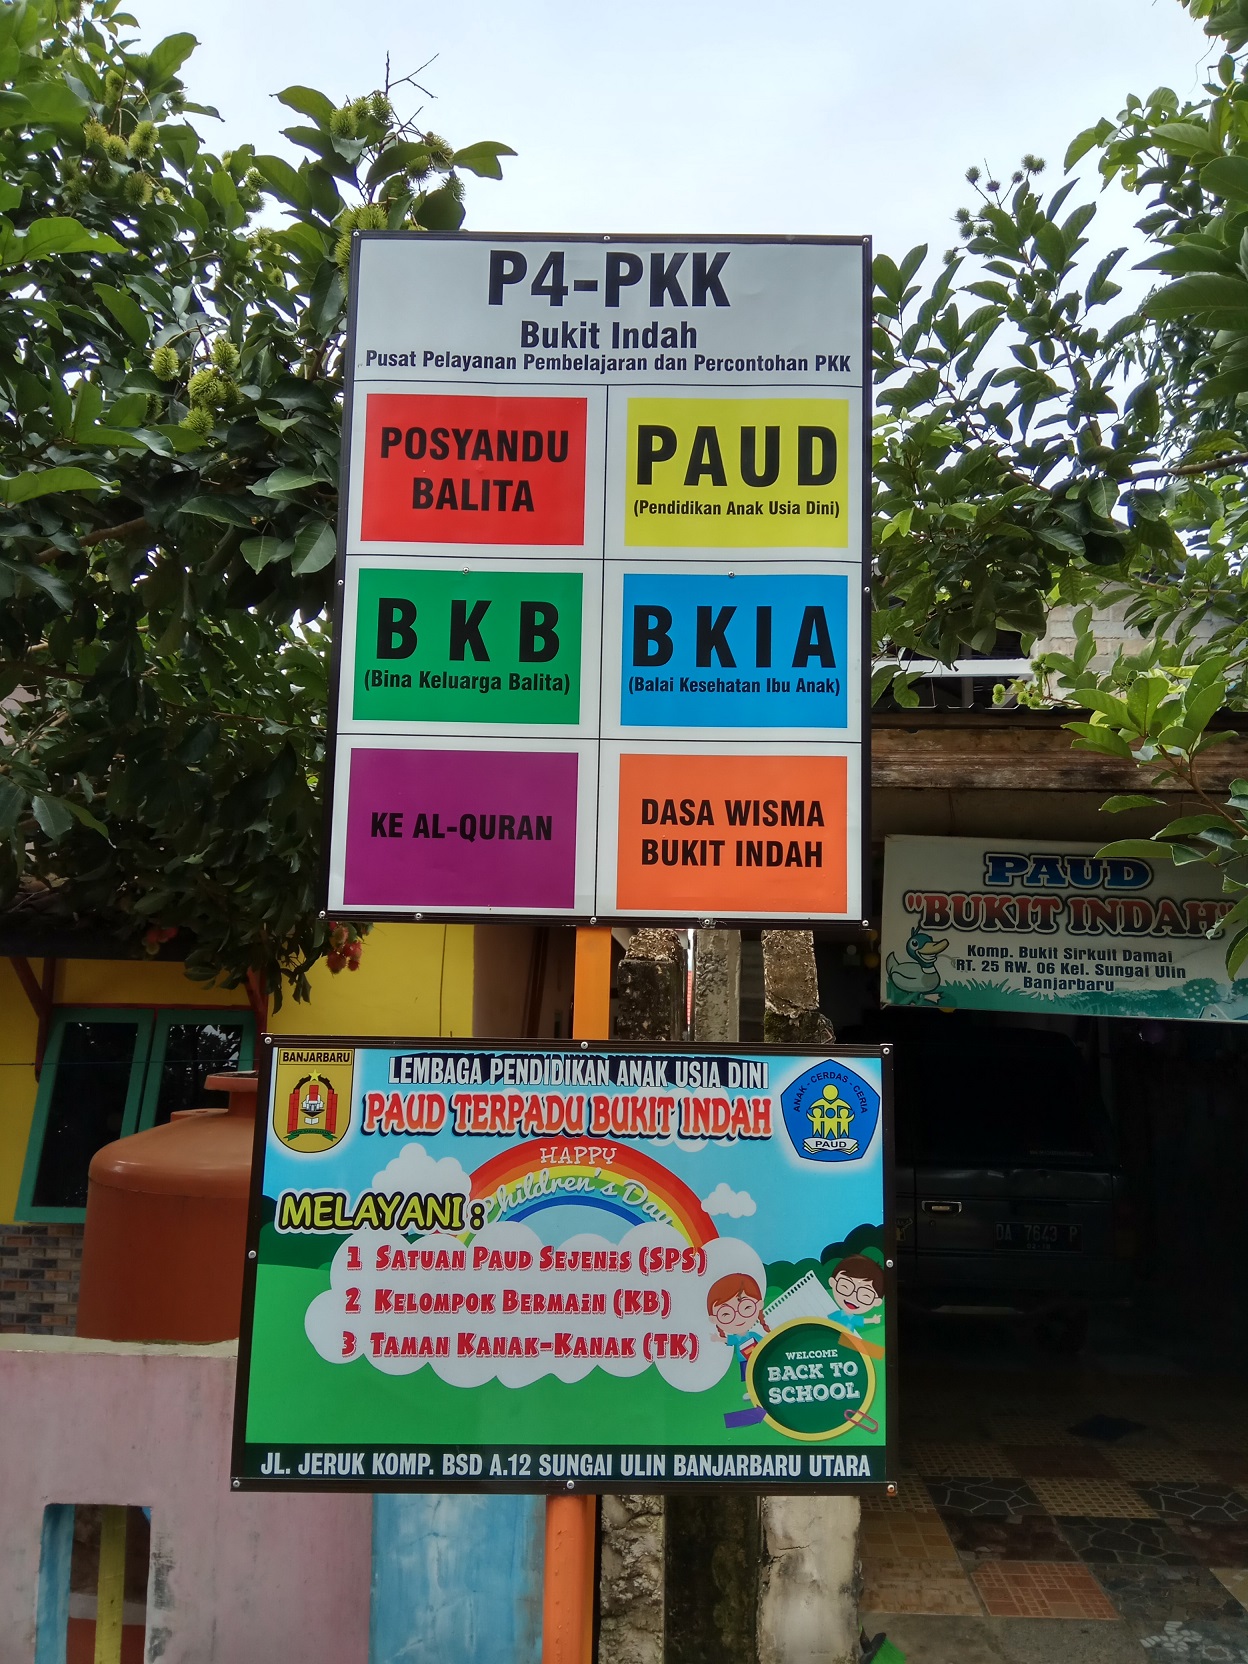 P4-PKK
Bukit Indah
Pusat Pelayanan Pembelajaran dan Percontohan PKK
POSYANDU
BALITA
PAUD
(Pendidikan Anak Usia Dini)
BKB
(Bina Keluarga Balita)
BKIA
(Balai Kesehatan Ibu Anak)
KE AL-QURAN
DASA WISMA
BUKIT INDAH
PAUD
"BUKIT INDAH"
Komp. Bukit Sirkuit Damai
RT. 25 RW. 06 Kel. Sungai Ulin
Banjarbaru
BANJARBARU
LEMBAGA PENDIDIKAN ANAK USIA DINI
PAUD TERPADU BUKIT INDAH
ANAK - CERDAS - CERIA
PAUD
HAPPY
Children's Day
MELAYANI :
1 SATUAN PAUD SEJENIS (SPS)
2 KELOMPOK BERMAIN (KB)
3 TAMAN KANAK-KANAK (TK)
WELCOME
BACK TO
SCHOOL
JL. JERUK KOMP. BSD A.12 SUNGAI ULIN BANJARBARU UTARA
DA 7643 P